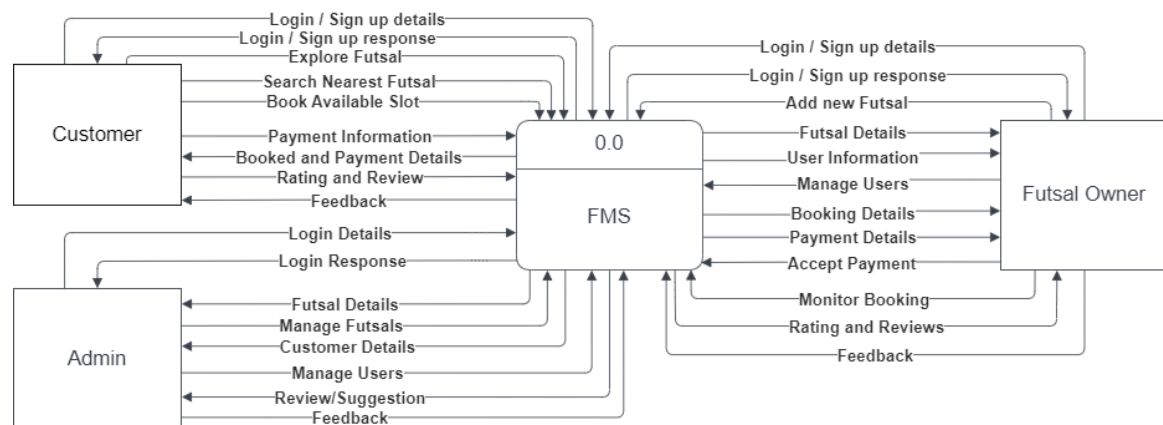 Login / Sign up details
Login / Sign up response
Explore Futsal
Search Nearest Futsal
Book Available Slot
Customer
Payment Information
Booked and Payment Details
Rating and Review
Feedback
Login Details
Login Response
Admin
Futsal Details
Manage Futsals
Customer Details
Manage Users
Review/Suggestion
Feedback
0.0
FMS
Login / Sign up details
Login / Sign up response
Add new Futsal
Futsal Details
User Information
Manage Users
Futsal Owner
Booking Details
Payment Details
Accept Payment
Monitor Booking
Rating and Reviews
Feedback